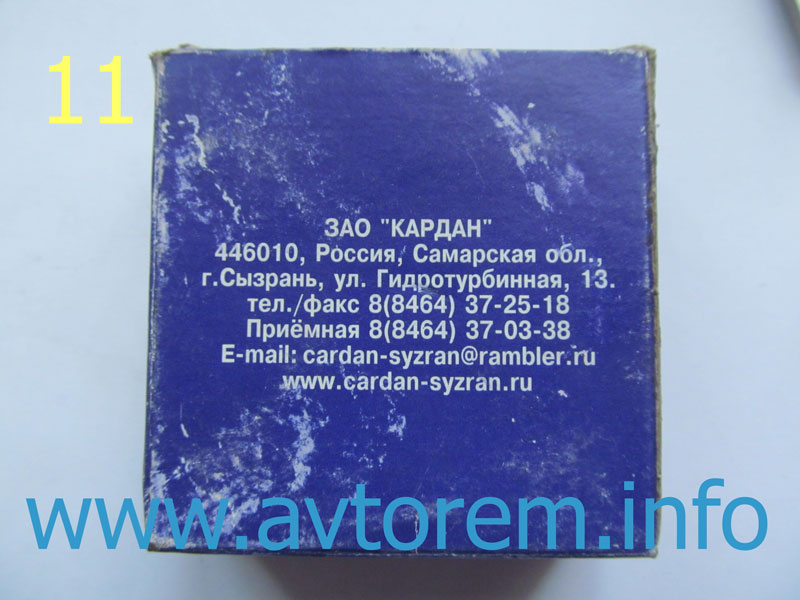 11
ЗАО "КАРДАН"
446010, Россия, Самарская обл.,
г.Сызрань, ул. Гидротурбинная, 13.
тел./факс 8(8464) 37-25-18
Приёмная 8(8464) 37-03-38
E-mail: cardan-syzran@rambler.ru
www.cardan-syzran.ru
www.avtorem.info